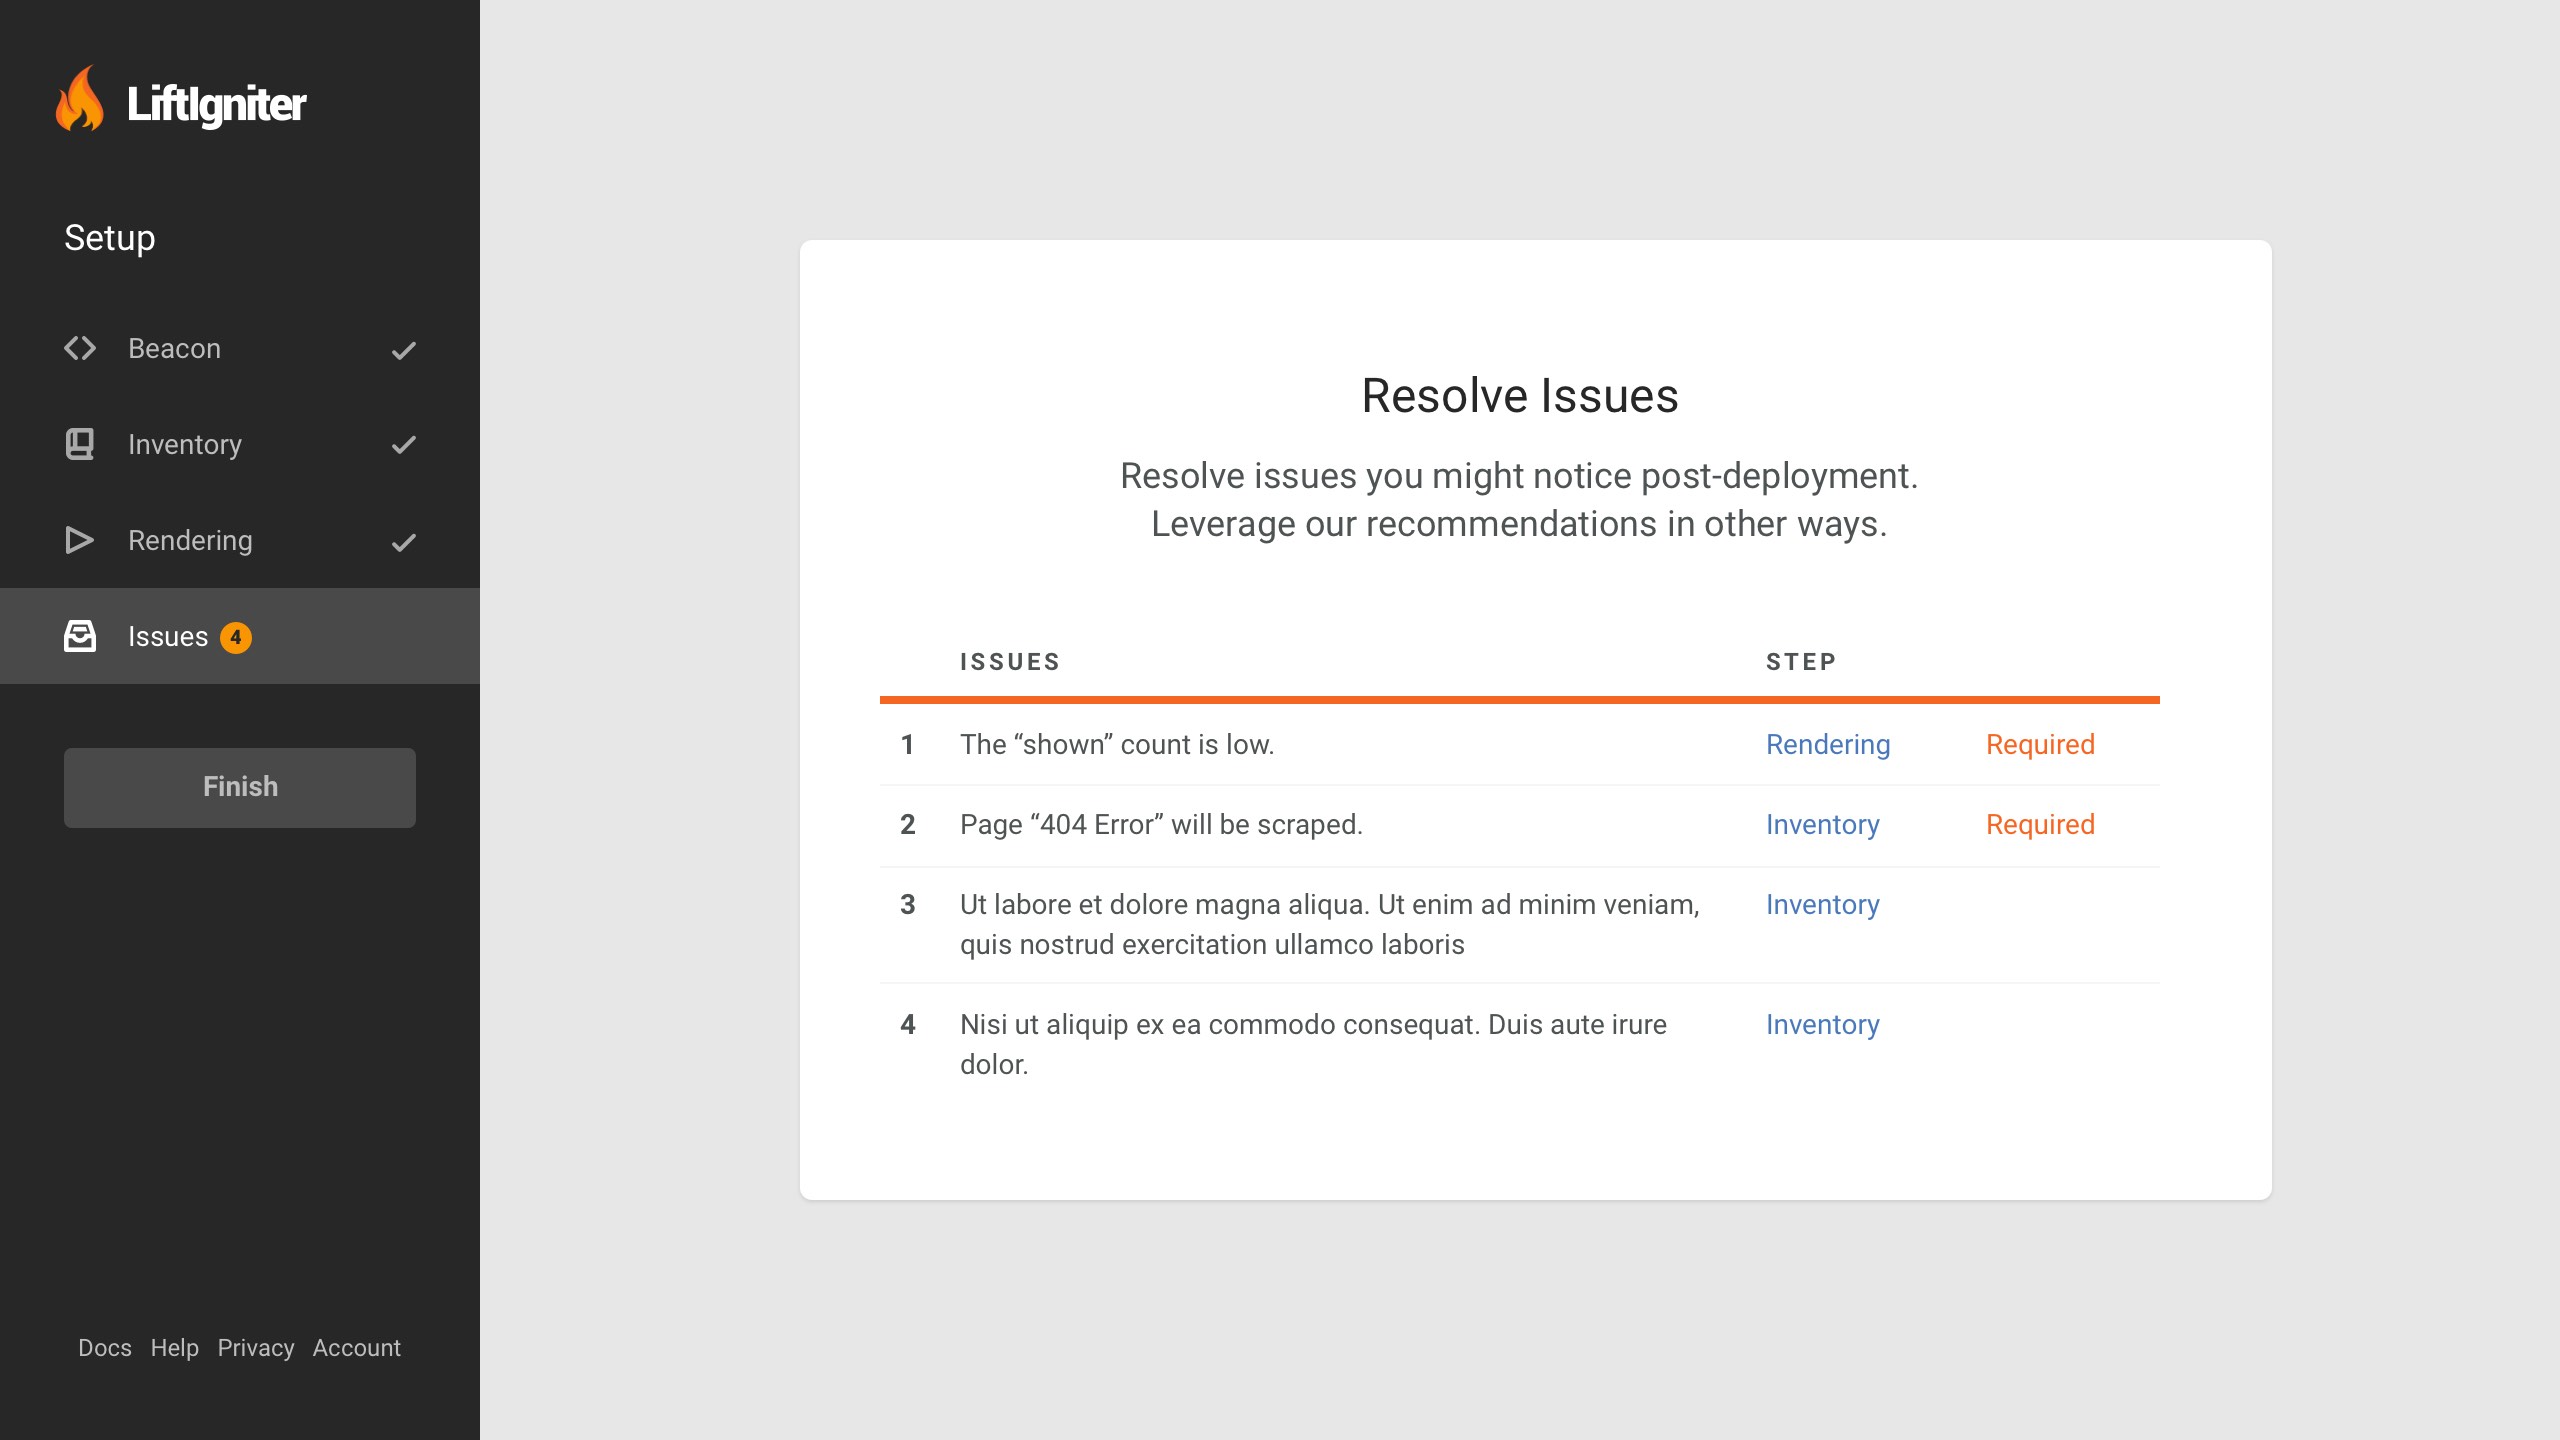 LiftIgniter
Setup
Beacon
Inventory
Rendering
Issues 4
Finish
Docs Help Privacy Account
Resolve Issues
Resolve issues you might notice post-deployment.
Leverage our recommendations in other ways.
ISSUES STEP
1 The “shown” count is low. Rendering Required
2 Page “404 Error” will be scraped. Inventory Required
3 Ut labore et dolore magna aliqua. Ut enim ad minim veniam, Inventory
quis nostrud exercitation ullamco laboris
4 Nisi ut aliquip ex ea commodo consequat. Duis aute irure Inventory
dolor.